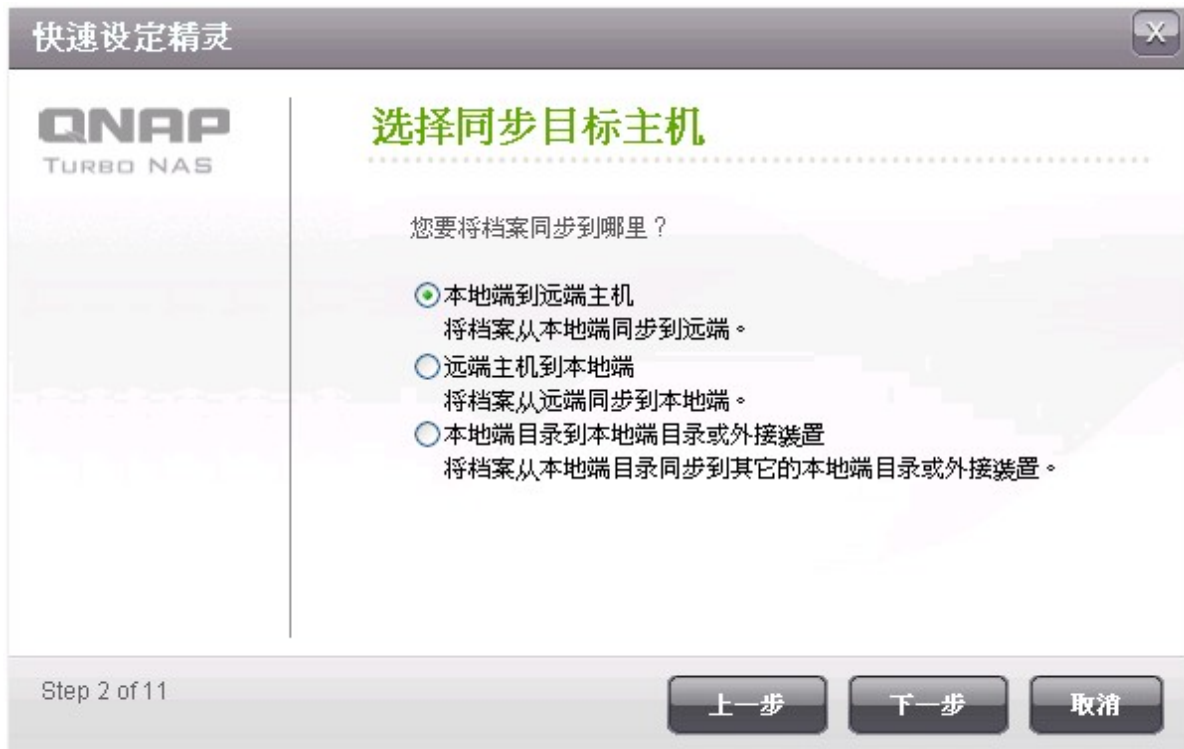 快速设定精灵
X
QNAP
TURBO NAS
选择同步目标主机
您要将档案同步到哪里？
本地端到远端主机
将档案从本地端同步到远端。
远端主机到本地端
将档案从远端同步到本地端。
本地端目录到本地端目录或外接装置
将档案从本地端目录同步到其它的本地端目录或外接装置。
Step 2 of 11
上一步
下一步
取消